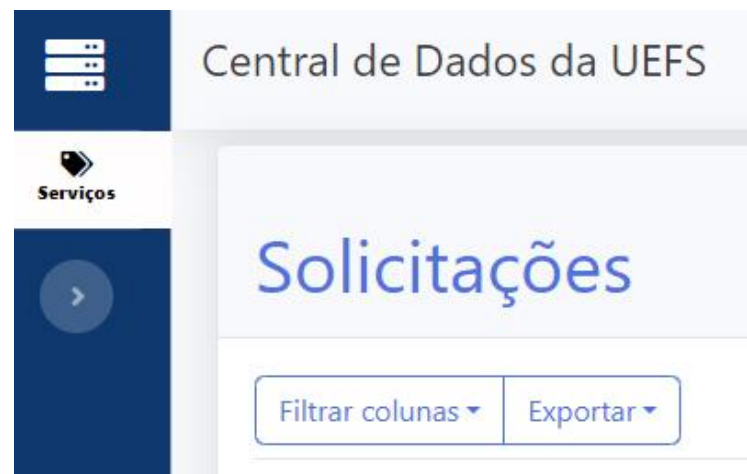 Central de Dados da UEFS
Serviços
Solicitações
Filtrar colunas
Exportar